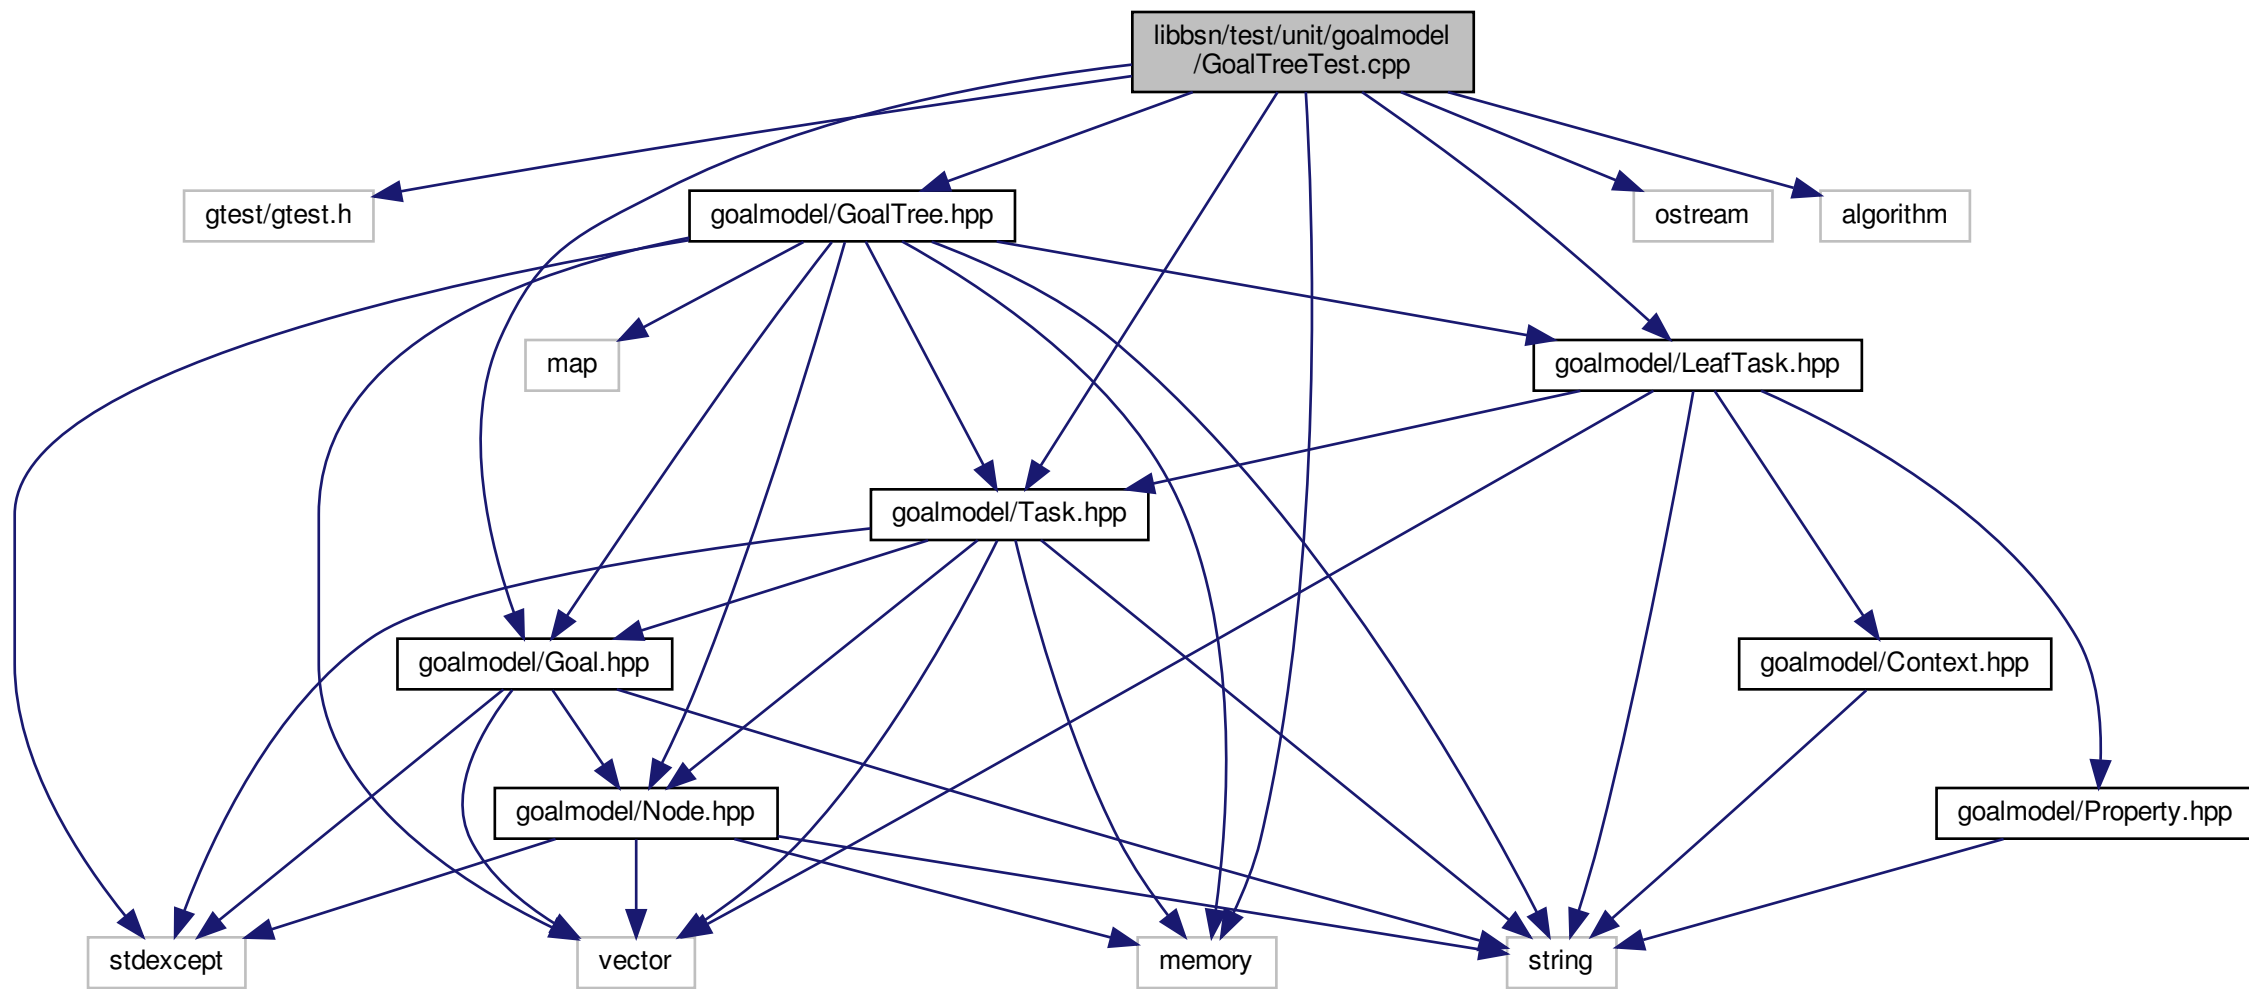 libbsn/test/unit/goalmodel
/GoalTreeTest.cpp
gtest/gtest.h
goalmodel/GoalTree.hpp
ostream
algorithm
map
goalmodel/LeafTask.hpp
goalmodel/Task.hpp
goalmodel/Goal.hpp
goalmodel/Context.hpp
goalmodel/Node.hpp
goalmodel/Property.hpp
stdexcept
vector
memory
string